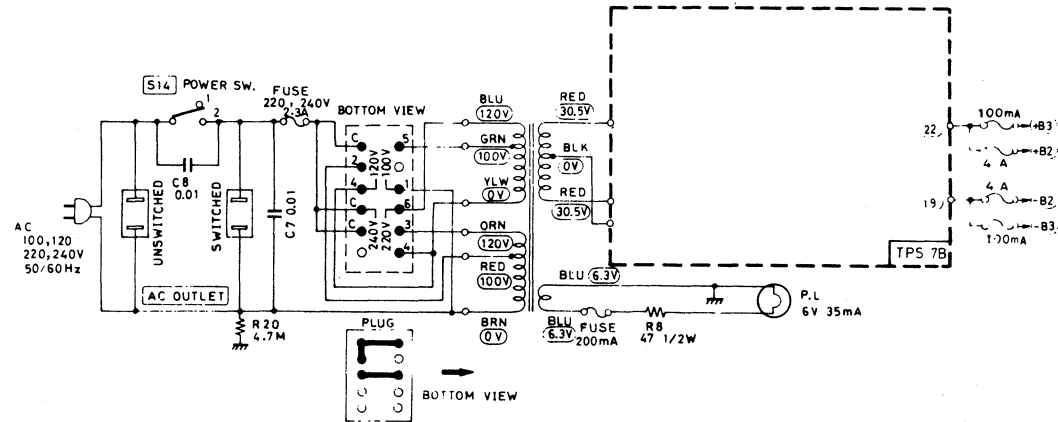 S14 POWER SW.
1
2
FUSE
220, 240V
2.3A
BOTTOM VIEW
C 5
2
4 1
C 6
C 3
4
120V
100V
240V
220V
C8
0.01
UNSWITCHED
SWITCHED
C7 0.01
AC
100,120
220,240V
50/60Hz
AC OUTLET
R20
4.7M
PLUG
BOTTOM VIEW
BLU
120V
GRN
100V
YLW
0V
ORN
120V
RED
100V
BRN
0V
RED
30.5V
BLK
0V
RED
30.5V
BLU 6.3V
BLU
6.3V
FUSE
200mA
R8
47 1/2W
P.L
6V 35mA
TPS 7B
22
19
100mA
+B3
+B2
4 A
4 A
-B2
-B3
100mA